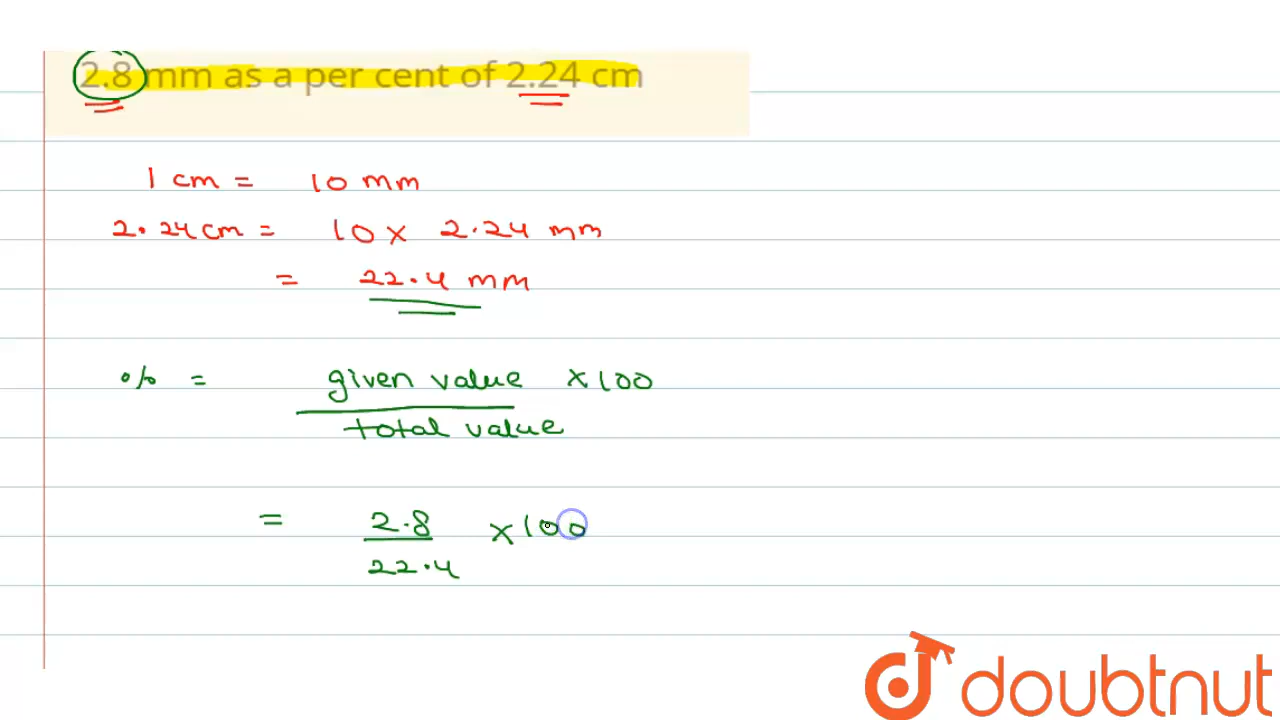 2.8 mm as a per cent of 2.24 cm
1 cm = 10 mm
2.24 cm = 10 × 2.24 mm
= 22.4 mm
% = given value × 100
total value
= 2.8 × 100
22.4
doubtnut